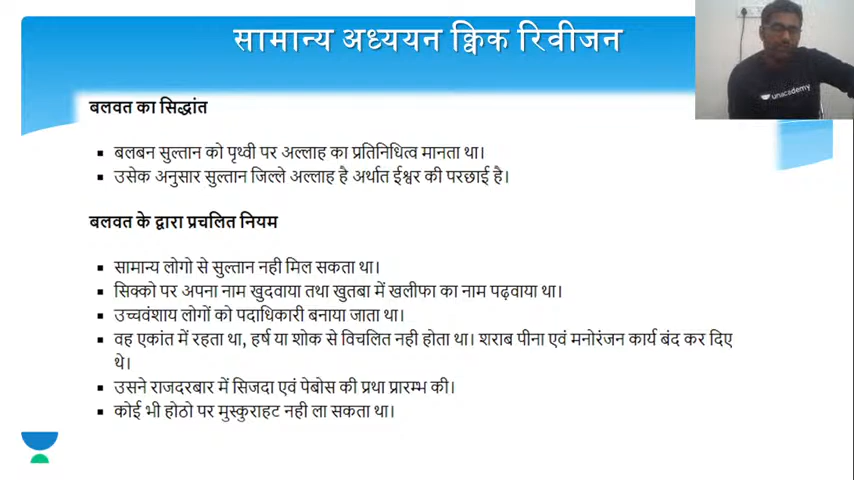 सामान्य अध्ययन क्विक रिवीजन
unacademy
बलवत का सिद्धांत
▪ बलबन सुल्तान को पृथ्वी पर अल्लाह का प्रतिनिधित्व मानता था।
▪ उसेक अनुसार सुल्तान जिल्ले अल्लाह है अर्थात ईश्वर की परछाई है।
बलवत के द्वारा प्रचलित नियम
▪ सामान्य लोगो से सुल्तान नही मिल सकता था।
▪ सिक्को पर अपना नाम खुदवाया तथा खुतबा में खलीफा का नाम पढ़वाया था।
▪ उच्चवंशाय लोगों को पदाधिकारी बनाया जाता था।
▪ वह एकांत में रहता था, हर्ष या शोक से विचलित नही होता था। शराब पीना एवं मनोरंजन कार्य बंद कर दिए
थे।
▪ उसने राजदरबार में सिजदा एवं पेबोस की प्रथा प्रारम्भ की।
▪ कोई भी होठो पर मुस्कुराहट नही ला सकता था।